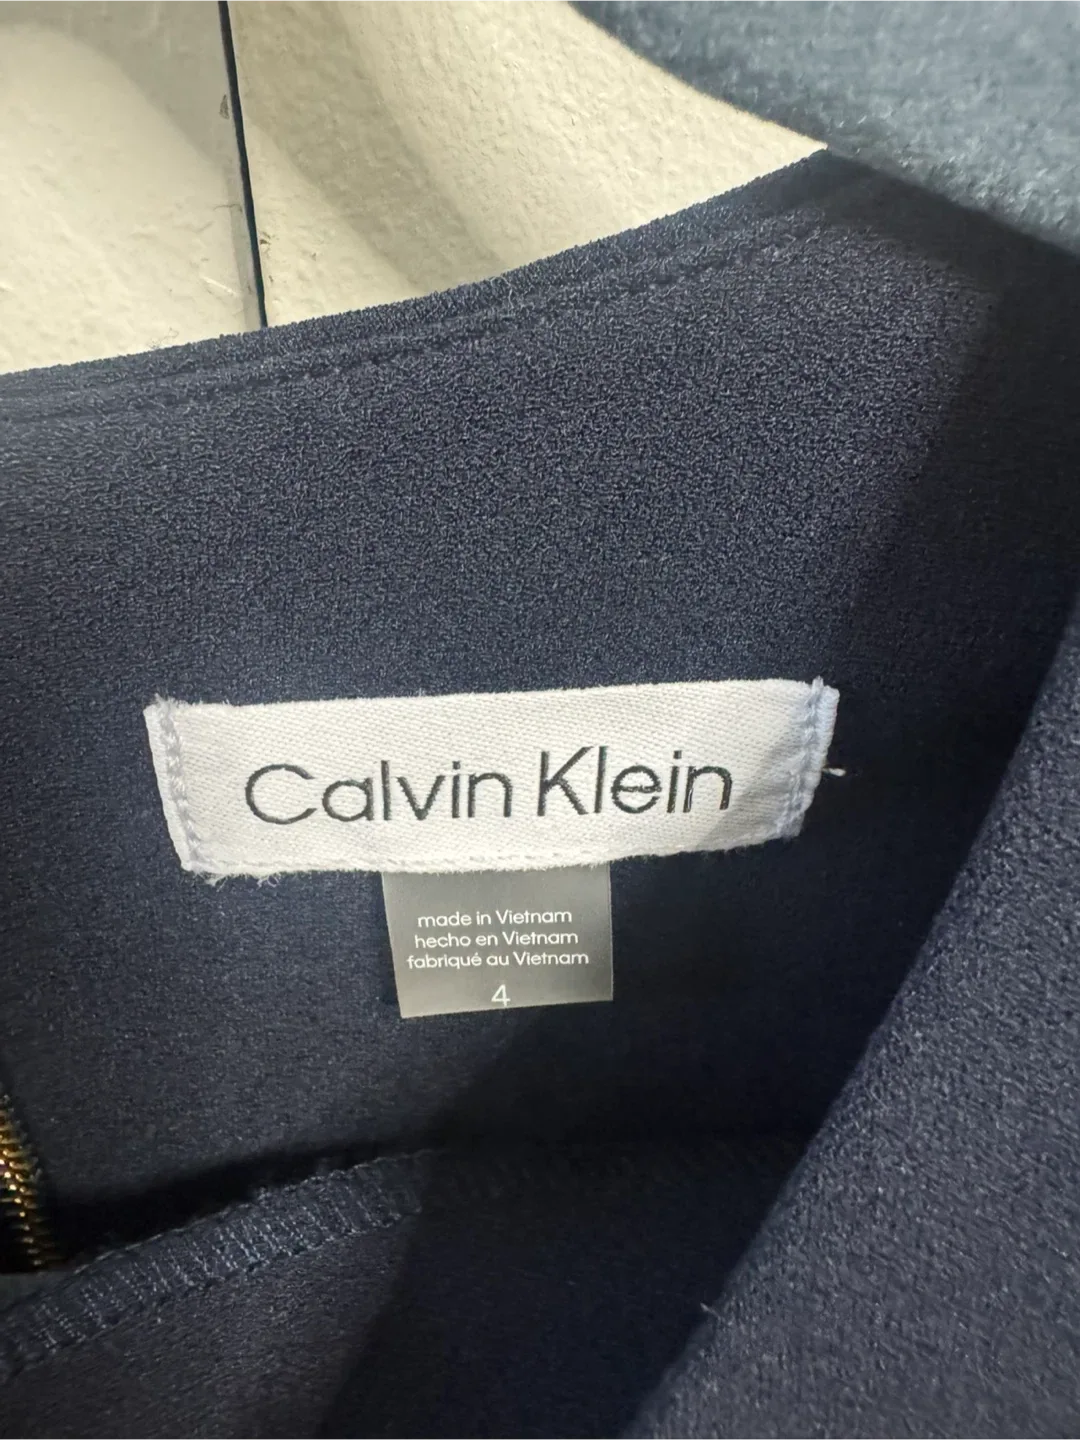 Calvin Klein
made in Vietnam
hecho en Vietnam
fabriqué au Vietnam
4